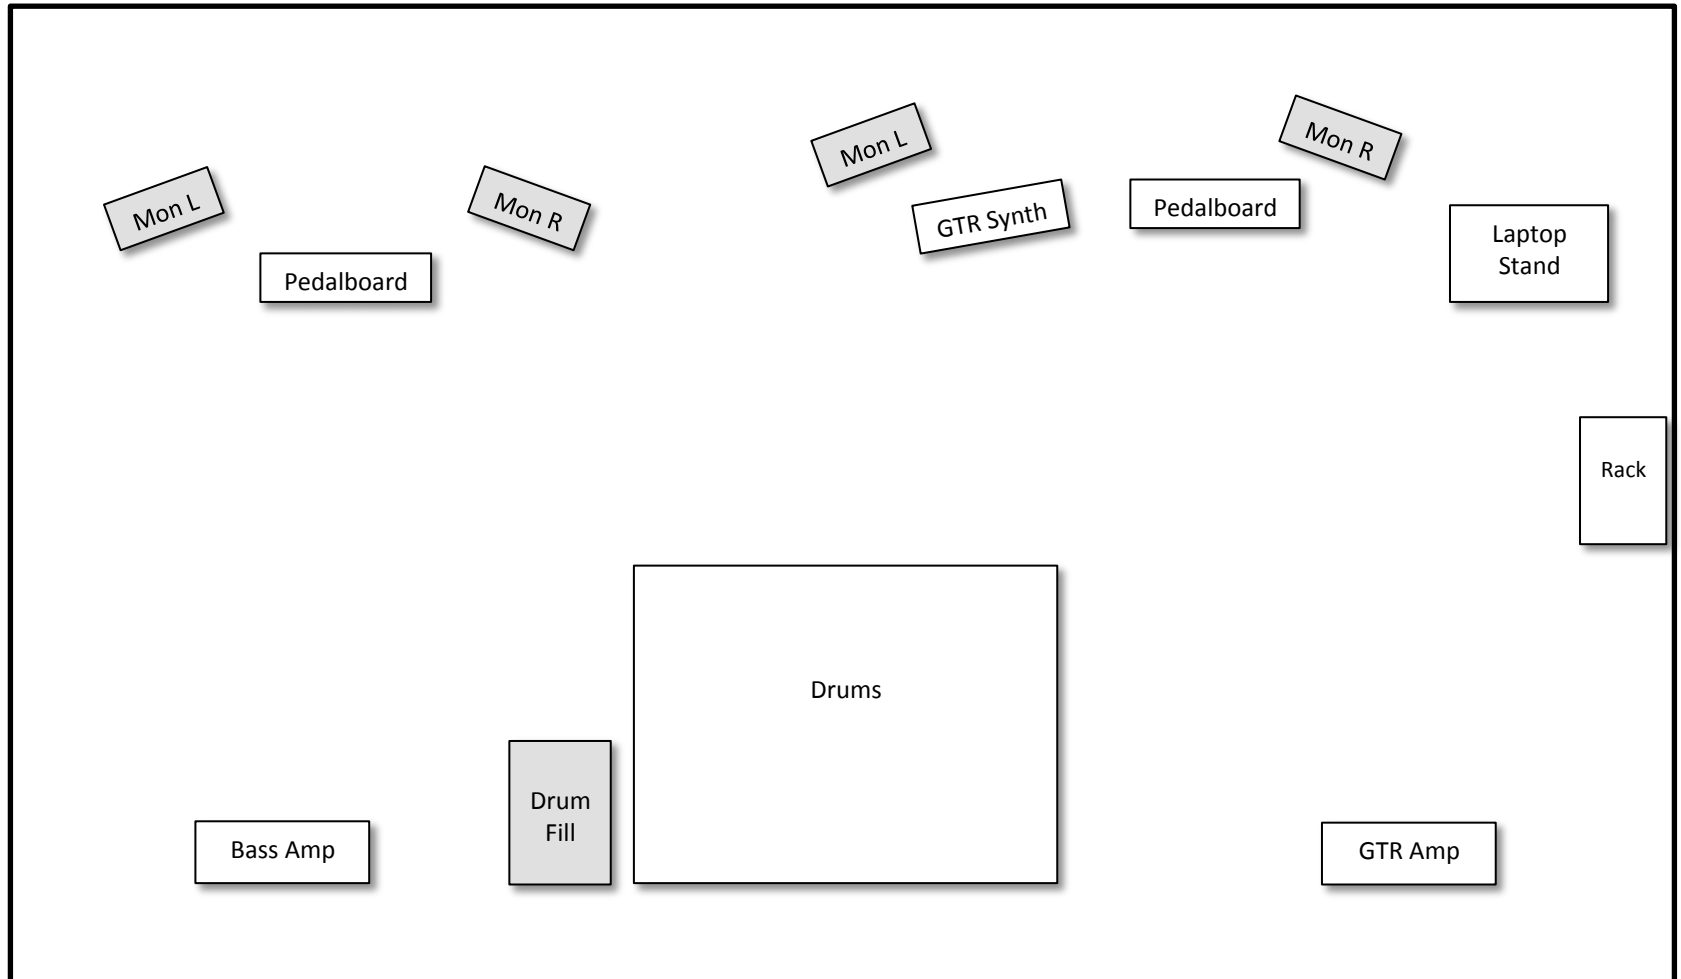 Mon L
Mon R
Pedalboard
Mon L
GTR Synth
Pedalboard
Mon R
Laptop
Stand
Rack
Drums
Drum
Fill
Bass Amp
GTR Amp